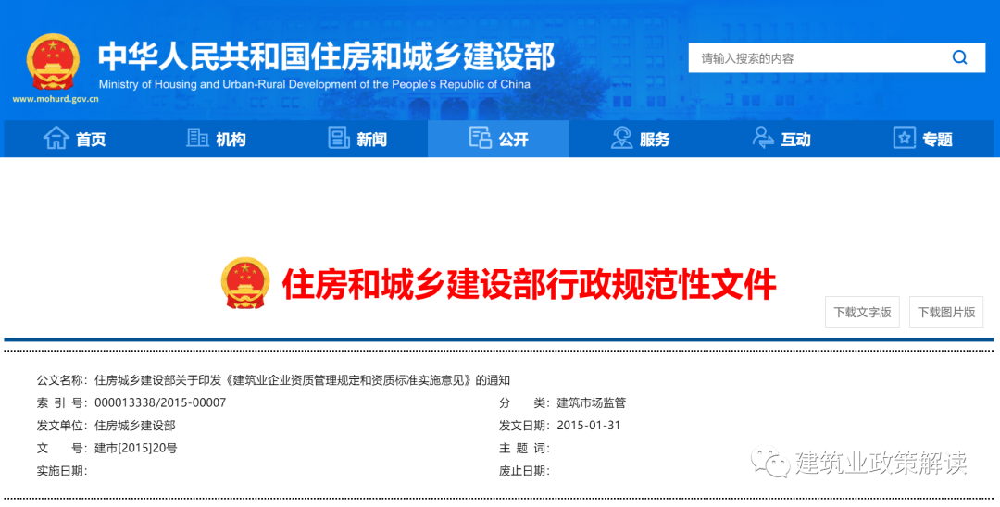 中华人民共和国住房和城乡建设部
Ministry of Housing and Urban-Rural Development of the People's Republic of China
www.mohurd.gov.cn
请输入搜索的内容
首页 机构 新闻 公开 服务 互动 专题
住房和城乡建设部行政规范性文件
下载文字版 下载图片版
公文名称：住房城乡建设部关于印发《建筑业企业资质管理规定和资质标准实施意见》的通知
索 引 号：000013338/2015-00007 分 类：建筑市场监管
发文单位：住房城乡建设部 发文日期：2015-01-31
文 号：建市[2015]20号 主 题 词：
实施日期： 废止日期：
建筑业政策解读